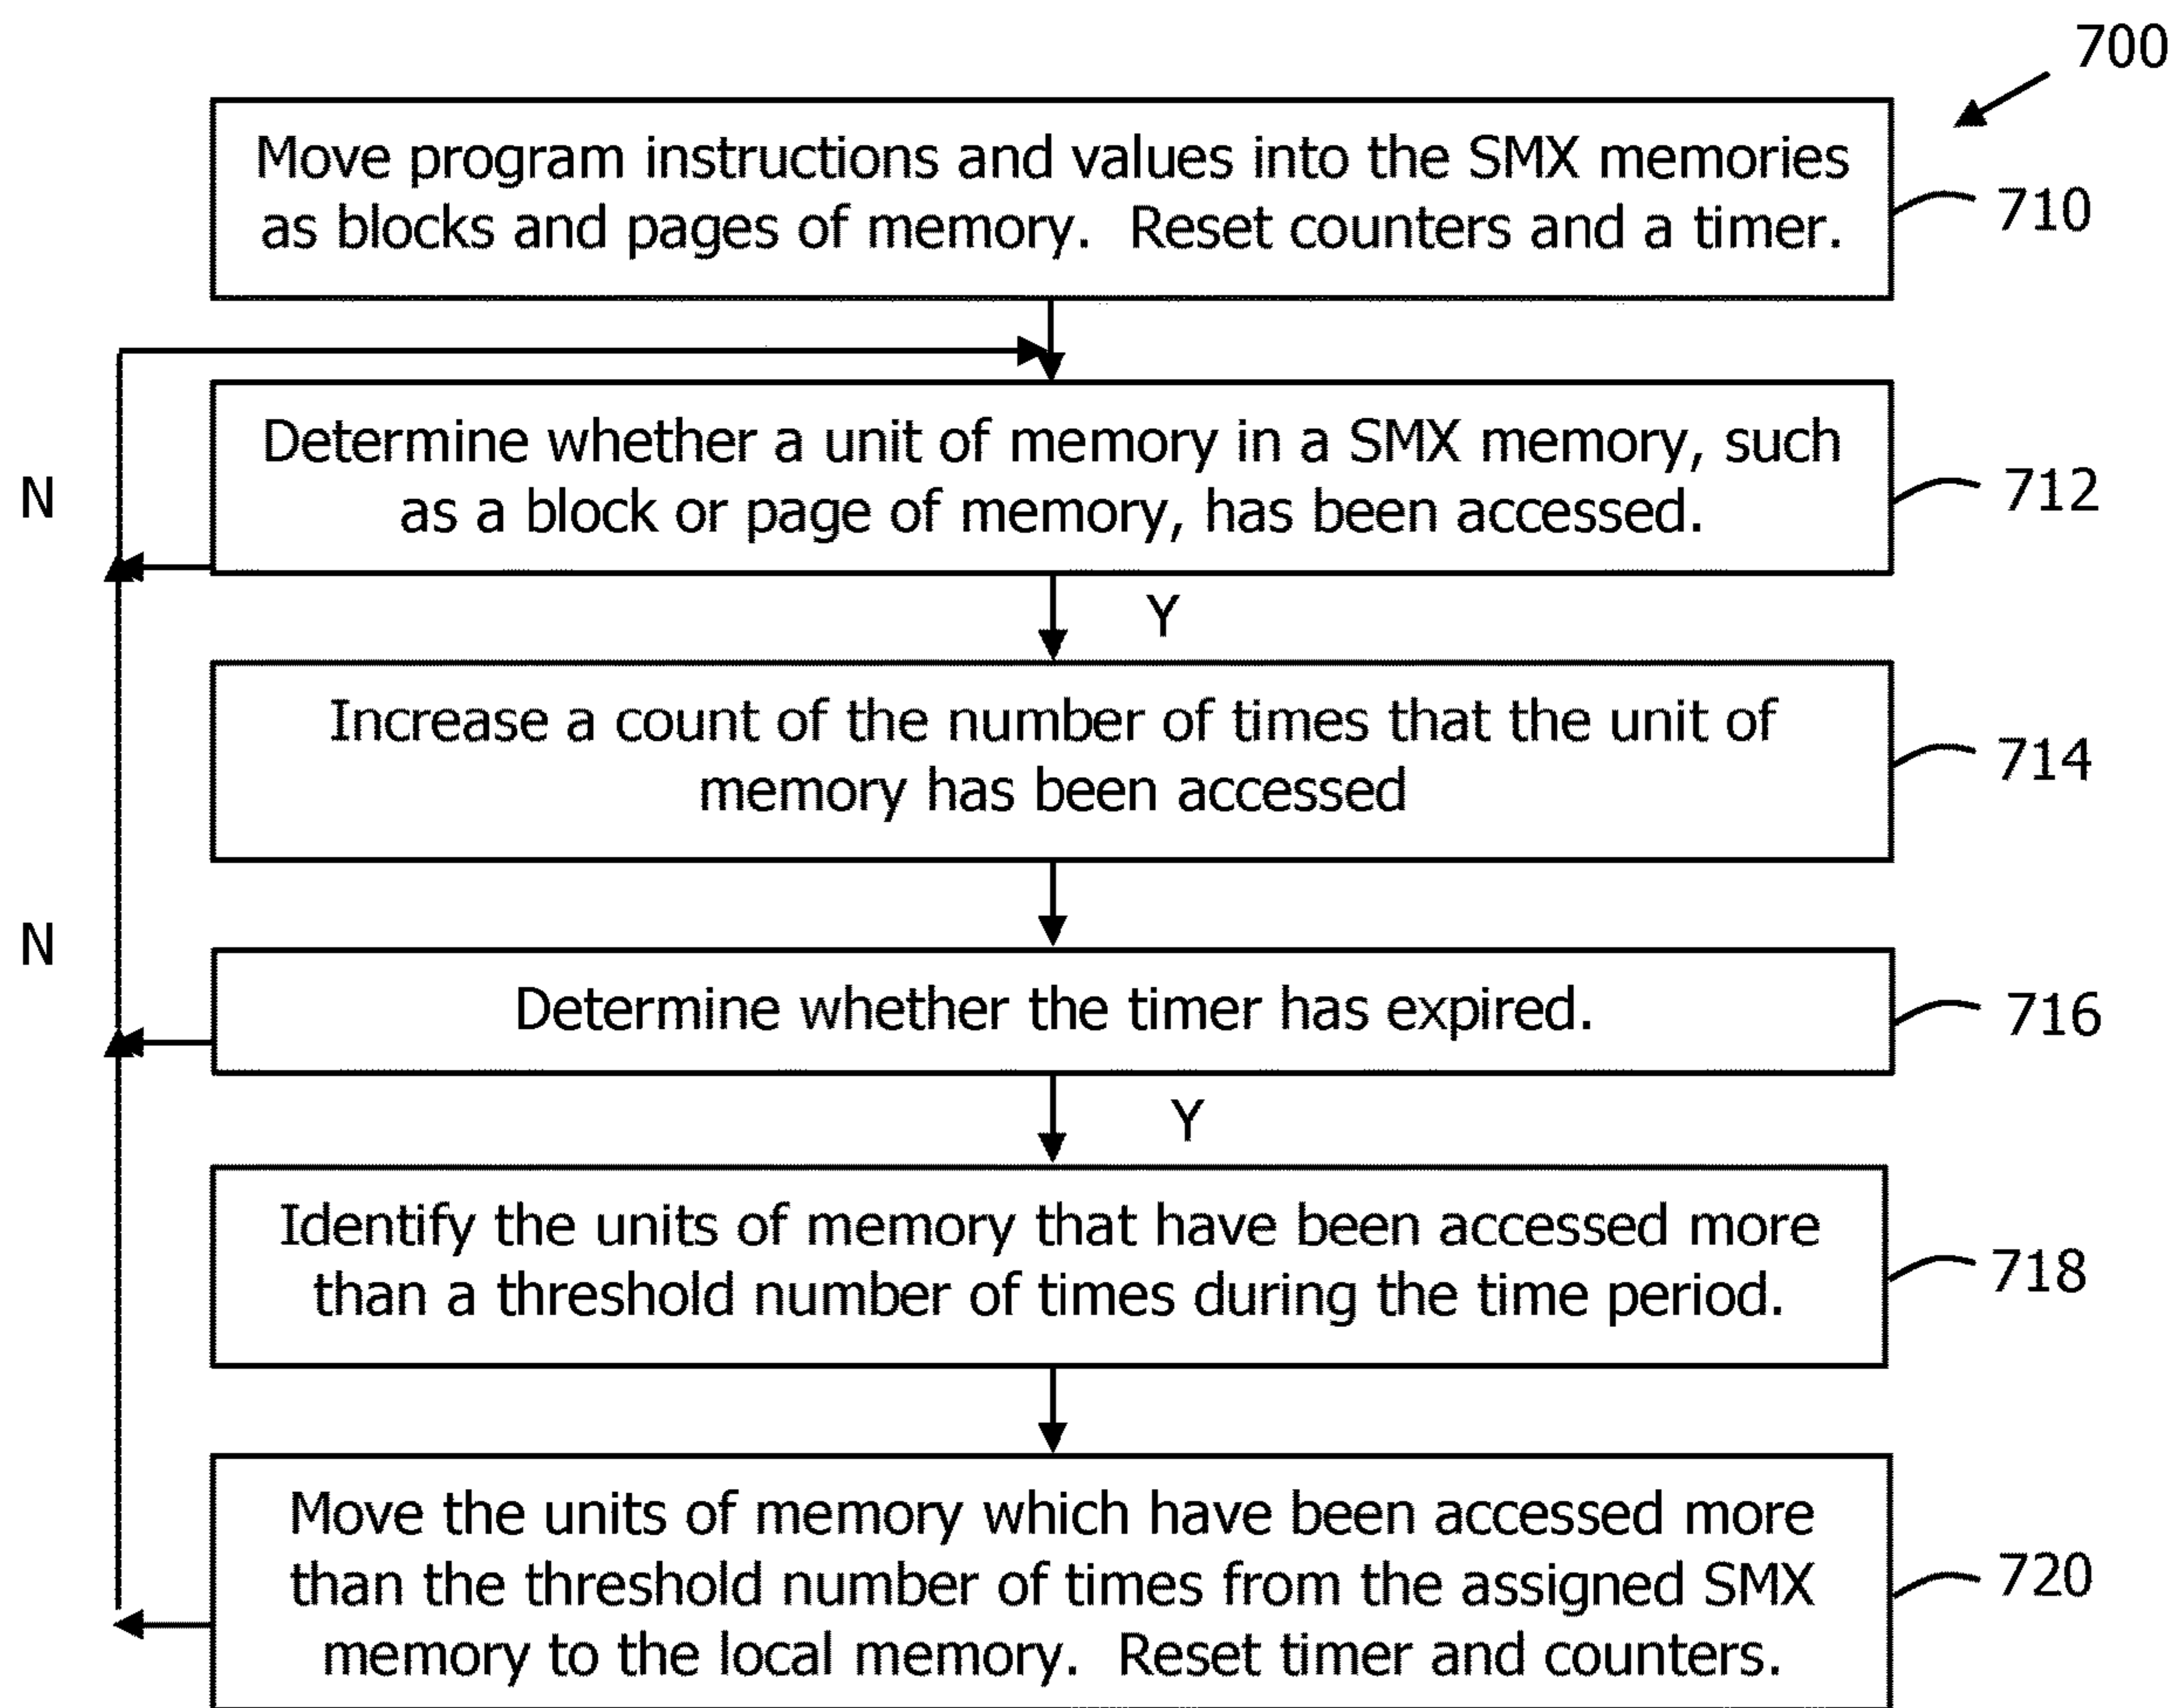 700
Move program instructions and values into the SMX memories
as blocks and pages of memory. Reset counters and a timer.
710
Determine whether a unit of memory in a SMX memory, such
as a block or page of memory, has been accessed.
712
N
Y
Increase a count of the number of times that the unit of
memory has been accessed
714
N
Determine whether the timer has expired.
716
Y
Identify the units of memory that have been accessed more
than a threshold number of times during the time period.
718
Move the units of memory which have been accessed more
than the threshold number of times from the assigned SMX
memory to the local memory. Reset timer and counters.
720